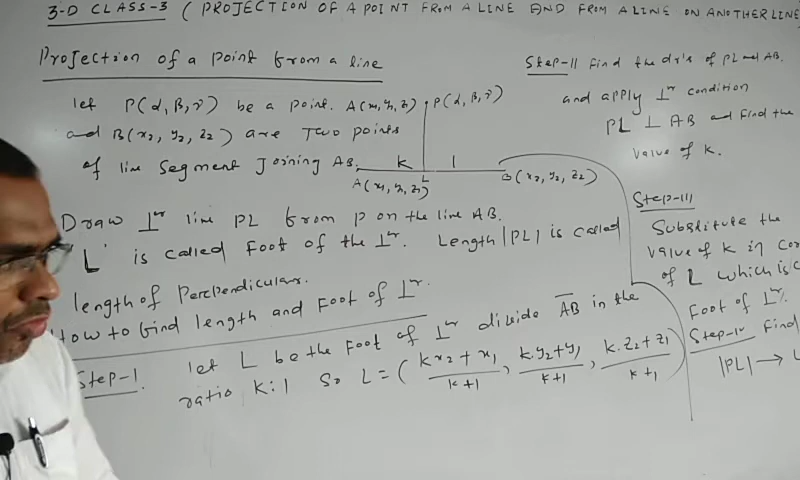 3-D CLASS-3 ( PROJECTION OF A POINT FROM A LINE AND FROM A LINE ON ANOTHER LINE
Projection of a point from a line
let P(α, β, γ) be a point. A(x₁, y₁, z₁)
and B(x₂, y₂, z₂) are Two points
of line segment Joining AB.
P(α, β, γ)
K 1
A(x₁, y₁, z₁) L B(x₂, y₂, z₂)
Draw ⊥ʳ line PL from P on the line AB.
'L' is called Foot of the ⊥ʳ. Length |PL| is called
length of Perpendicular.
How to find length and Foot of ⊥ʳ.
Step-1. let L be the Foot of ⊥ʳ divide A̅B̅ in the
ratio K:1 So L = ( (kx₂+x₁)/(k+1), (k.y₂+y₁)/(k+1), (k.z₂+z₁)/(k+1) )
Step-II Find the dr's of PL and AB.
and apply ⊥ʳ condition
PL ⊥ AB and Find the
value of k.
Step-III
Substitute the
value of k in
of L which is
Foot of ⊥ʳ.
Step-IV Find
|PL| →